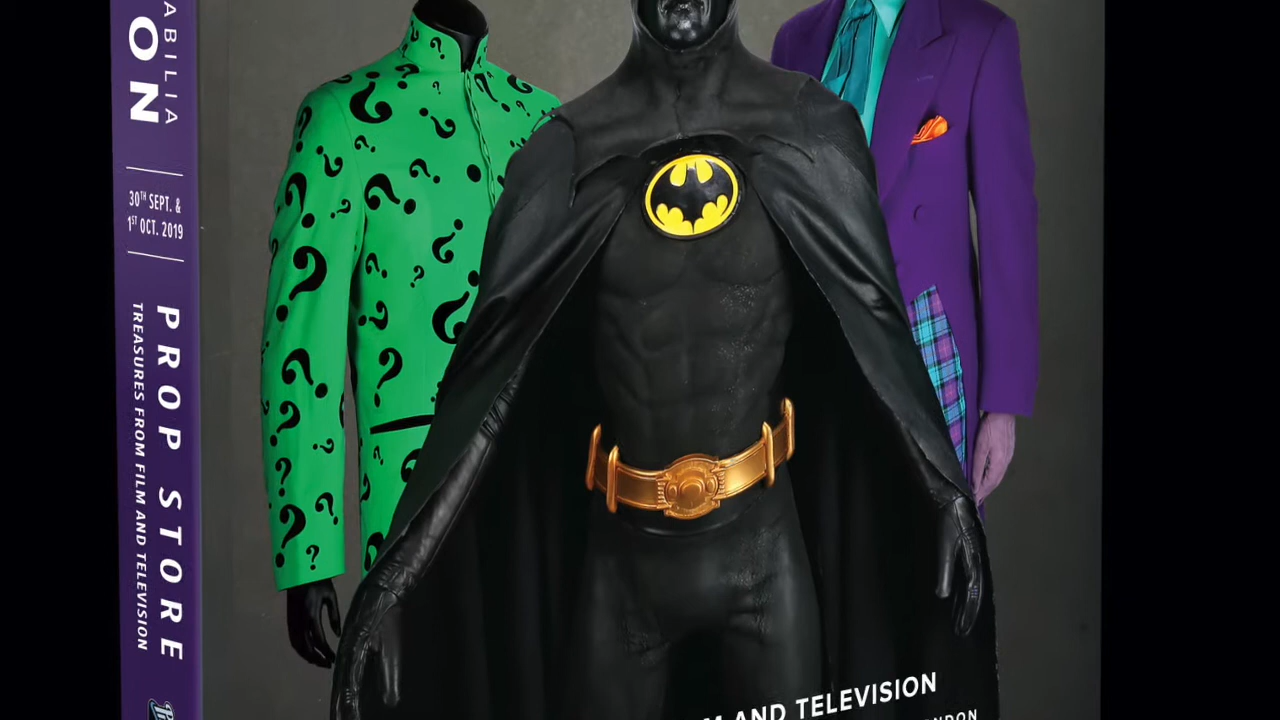 ABILIA
ON
30TH SEPT. &
1ST OCT. 2019
PROP STORE
TREASURES FROM FILM AND TELEVISION
AND TELEVISION